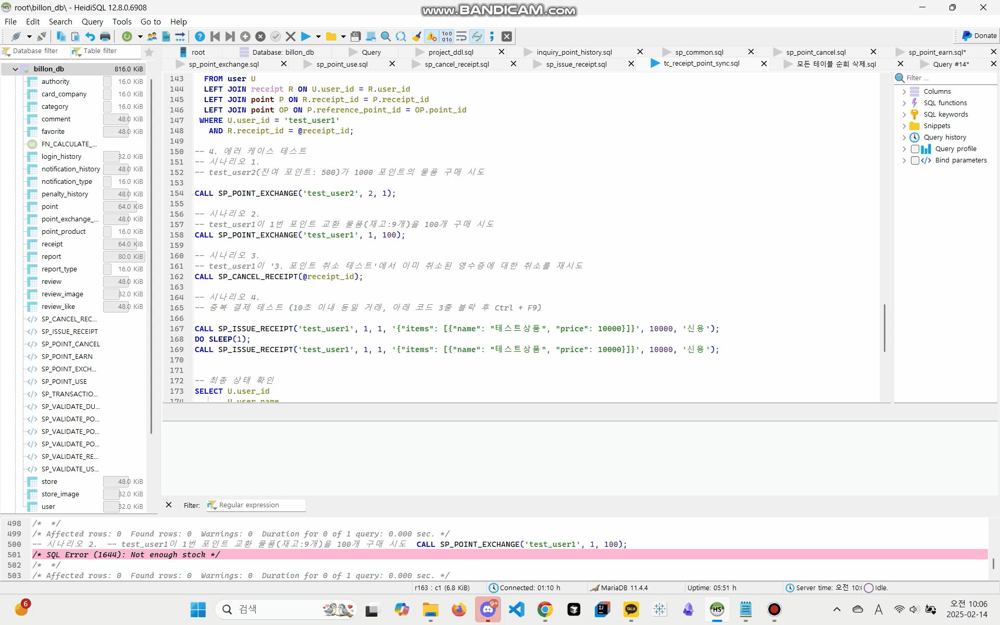 root\billon_db\ - HeidiSQL 12.8.0.6908
www.BANDICAM.com
File Edit Search Query Tools Go to Help
Donate
Database filter
Table filter
root
Database: billon_db
Query
project_ddl.sql
inquiry_point_history.sql
sp_common.sql
sp_point_cancel.sql
sp_point_earn.sql*
sp_point_exchange.sql
sp_point_use.sql
sp_cancel_receipt.sql
sp_issue_receipt.sql
tc_receipt_point_sync.sql
모든 테이블 순회 삭제.sql
Query #14*
billon_db 816.0 KiB
authority 16.0 KiB
card_company 16.0 KiB
category 16.0 KiB
comment 48.0 KiB
favorite 48.0 KiB
FN_CALCULATE_...
login_history 32.0 KiB
notification_history 48.0 KiB
notification_type 16.0 KiB
penalty_history 48.0 KiB
point 64.0 KiB
point_exchange_... 48.0 KiB
point_product 16.0 KiB
receipt 64.0 KiB
report 80.0 KiB
report_type 16.0 KiB
review 48.0 KiB
review_image 32.0 KiB
review_like 48.0 KiB
SP_CANCEL_REC...
SP_ISSUE_RECEIPT
SP_POINT_CANCEL
SP_POINT_EARN
SP_POINT_EXCH...
SP_POINT_USE
SP_TRANSACTIO...
SP_VALIDATE_DU...
SP_VALIDATE_PO...
SP_VALIDATE_PO...
SP_VALIDATE_PO...
SP_VALIDATE_RE...
SP_VALIDATE_US...
store 48.0 KiB
store_image 32.0 KiB
user 32.0 KiB
143 FROM user U
144 LEFT JOIN receipt R ON U.user_id = R.user_id
145 LEFT JOIN point P ON R.receipt_id = P.receipt_id
146 LEFT JOIN point OP ON P.reference_point_id = OP.point_id
147 WHERE U.user_id = 'test_user1'
148 AND R.receipt_id = @receipt_id;
149
150 -- 4. 에러 케이스 테스트
151 -- 시나리오 1.
152 -- test_user2(잔여 포인트: 500)가 1000 포인트의 물품 구매 시도
153
154 CALL SP_POINT_EXCHANGE('test_user2', 2, 1);
155
156 -- 시나리오 2.
157 -- test_user1이 1번 포인트 교환 물품(재고:9개)을 100개 구매 시도
158 CALL SP_POINT_EXCHANGE('test_user1', 1, 100);
159
160 -- 시나리오 3.
161 -- test_user1이 '3. 포인트 취소 테스트'에서 이미 취소된 영수증에 대한 취소를 재시도
162 CALL SP_CANCEL_RECEIPT(@receipt_id);
163
164 -- 시나리오 4.
165 -- 중복 결제 테스트 (10초 이내 동일 거래, 아래 코드 3줄 블락 후 Ctrl + F9)
166
167 CALL SP_ISSUE_RECEIPT('test_user1', 1, 1, '{"items": [{"name": "테스트상품", "price": 10000}]}', 10000, '신용');
168 DO SLEEP(1);
169 CALL SP_ISSUE_RECEIPT('test_user1', 1, 1, '{"items": [{"name": "테스트상품", "price": 10000}]}', 10000, '신용');
170
171
172 -- 최종 상태 확인
173 SELECT U.user_id
174 U.user_name
Filter ...
Columns
SQL functions
SQL keywords
Snippets
Query history
Query profile
Bind parameters
Filter: Regular expression
498 /* */
499 /* Affected rows: 0 Found rows: 0 Warnings: 0 Duration for 0 of 1 query: 0.000 sec. */
500 -- 시나리오 2. -- test_user1이 1번 포인트 교환 물품(재고:9개)을 100개 구매 시도 CALL SP_POINT_EXCHANGE('test_user1', 1, 100);
501 /* SQL Error (1644): Not enough stock */
502 /* */
503 /* Affected rows: 0 Found rows: 0 Warnings: 0 Duration for 0 of 1 query: 0.000 sec. */
r163 : c1 (6.8 KiB)
Connected: 01:10 h
MariaDB 11.4.4
Uptime: 05:51 h
Server time: 오전 10:
Idle.
6
검색
9+
IJ
TALK
HS
A
오전 10:06
2025-02-14